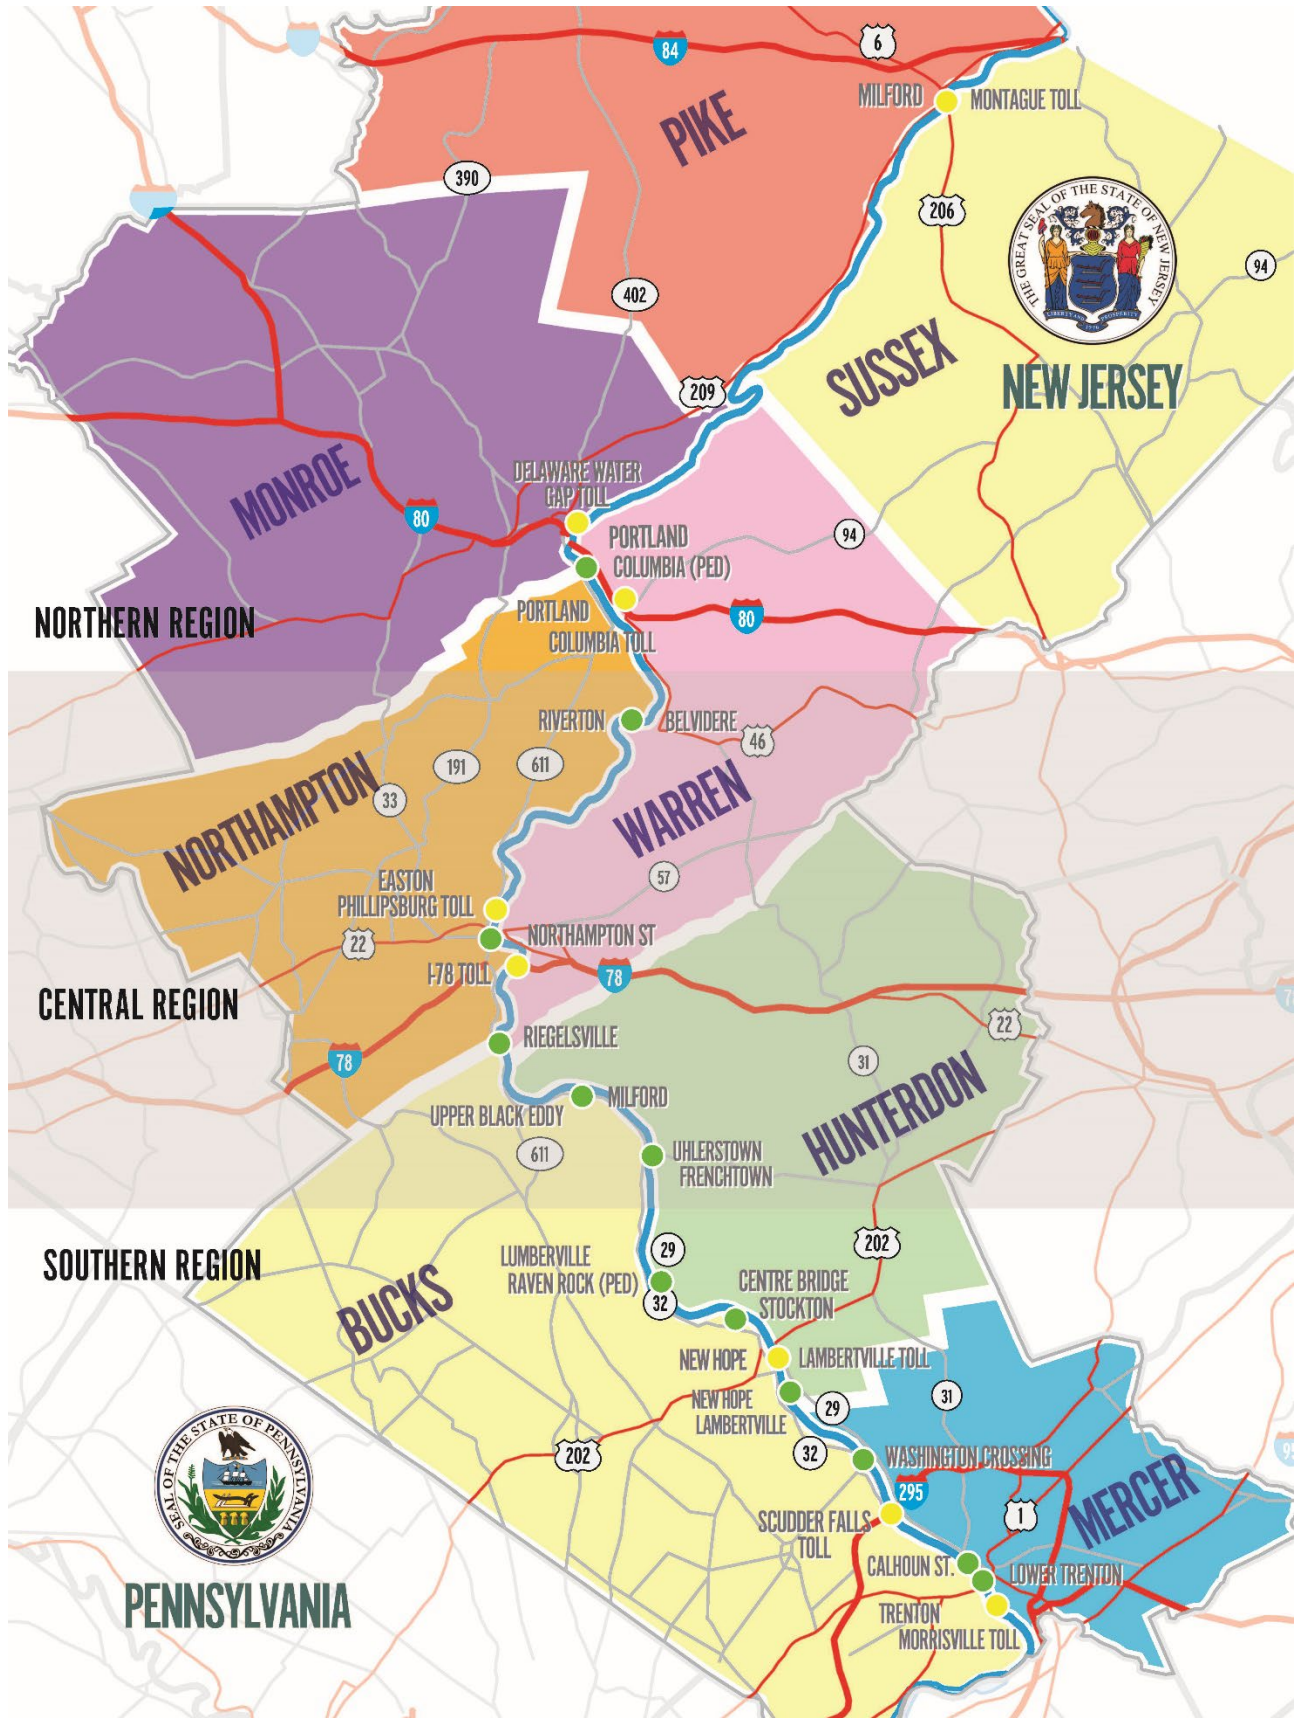 84
6
MILFORD
MONTAGUE TOLL
PIKE
390
206
THE GREAT SEAL OF THE STATE OF NEW JERSEY
LIBERTY AND PROSPERITY
1776
94
402
SUSSEX
NEW JERSEY
209
MONROE
DELAWARE WATER
GAP TOLL
80
94
PORTLAND
COLUMBIA (PED)
NORTHERN REGION
PORTLAND
COLUMBIA TOLL
80
RIVERTON
BELVIDERE
46
191
611
33
NORTHAMPTON
WARREN
57
EASTON
PHILLIPSBURG TOLL
22
NORTHAMPTON ST
I-78 TOLL
78
CENTRAL REGION
22
78
RIEGELSVILLE
78
31
MILFORD
UPPER BLACK EDDY
HUNTERDON
611
UHLERSTOWN
FRENCHTOWN
SOUTHERN REGION
29
202
LUMBERVILLE
RAVEN ROCK (PED)
32
CENTRE BRIDGE
STOCKTON
BUCKS
NEW HOPE
LAMBERTVILLE TOLL
NEW HOPE
LAMBERTVILLE
29
31
SEAL OF THE STATE OF PENNSYLVANIA
202
32
WASHINGTON CROSSING
95
295
MERCER
SCUDDER FALLS
TOLL
1
CALHOUN ST.
LOWER TRENTON
PENNSYLVANIA
TRENTON
MORRISVILLE TOLL